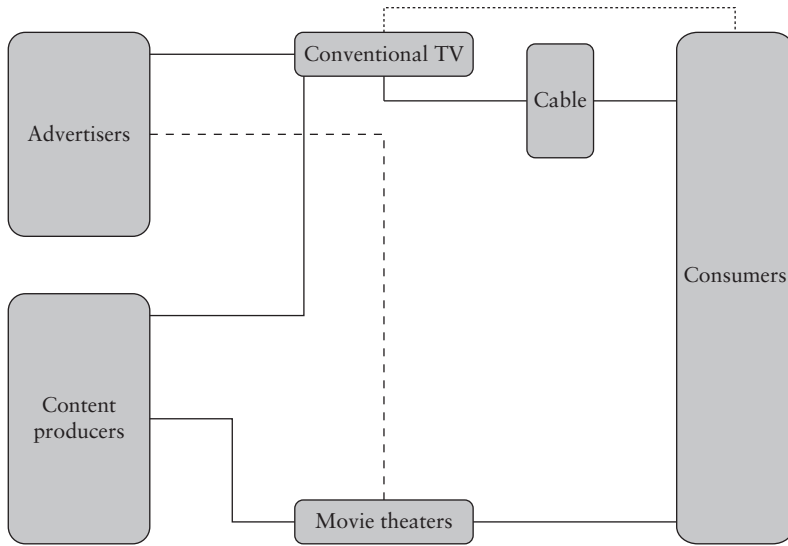 Conventional TV
Cable
Advertisers
Consumers
Content
producers
Movie theaters